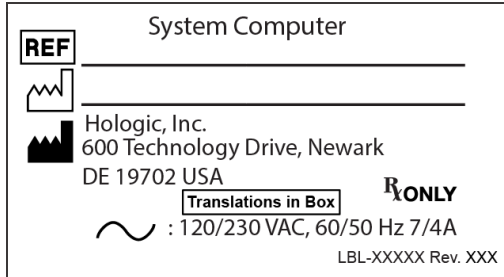 System Computer
REF
Hologic, Inc.
600 Technology Drive, Newark
DE 19702 USA
Translations in Box
Rx ONLY
: 120/230 VAC, 60/50 Hz 7/4A
LBL-XXXXX Rev. XXX